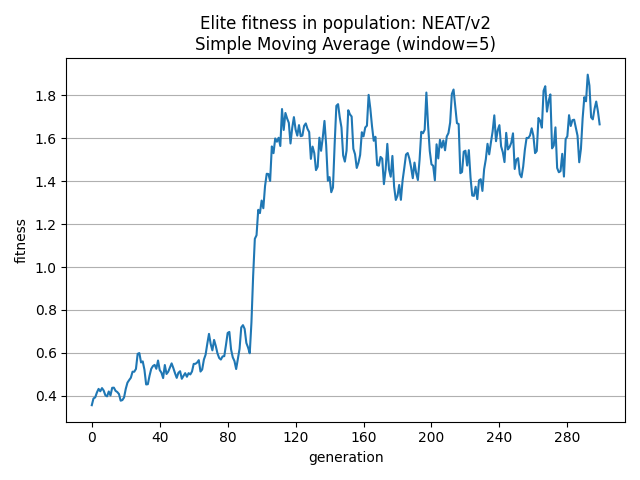 Elite fitness in population: NEAT/v2
Simple Moving Average (window=5)
1.8
1.6
1.4
1.2
1.0
0.8
0.6
0.4
fitness
0 40 80 120 160 200 240 280
generation